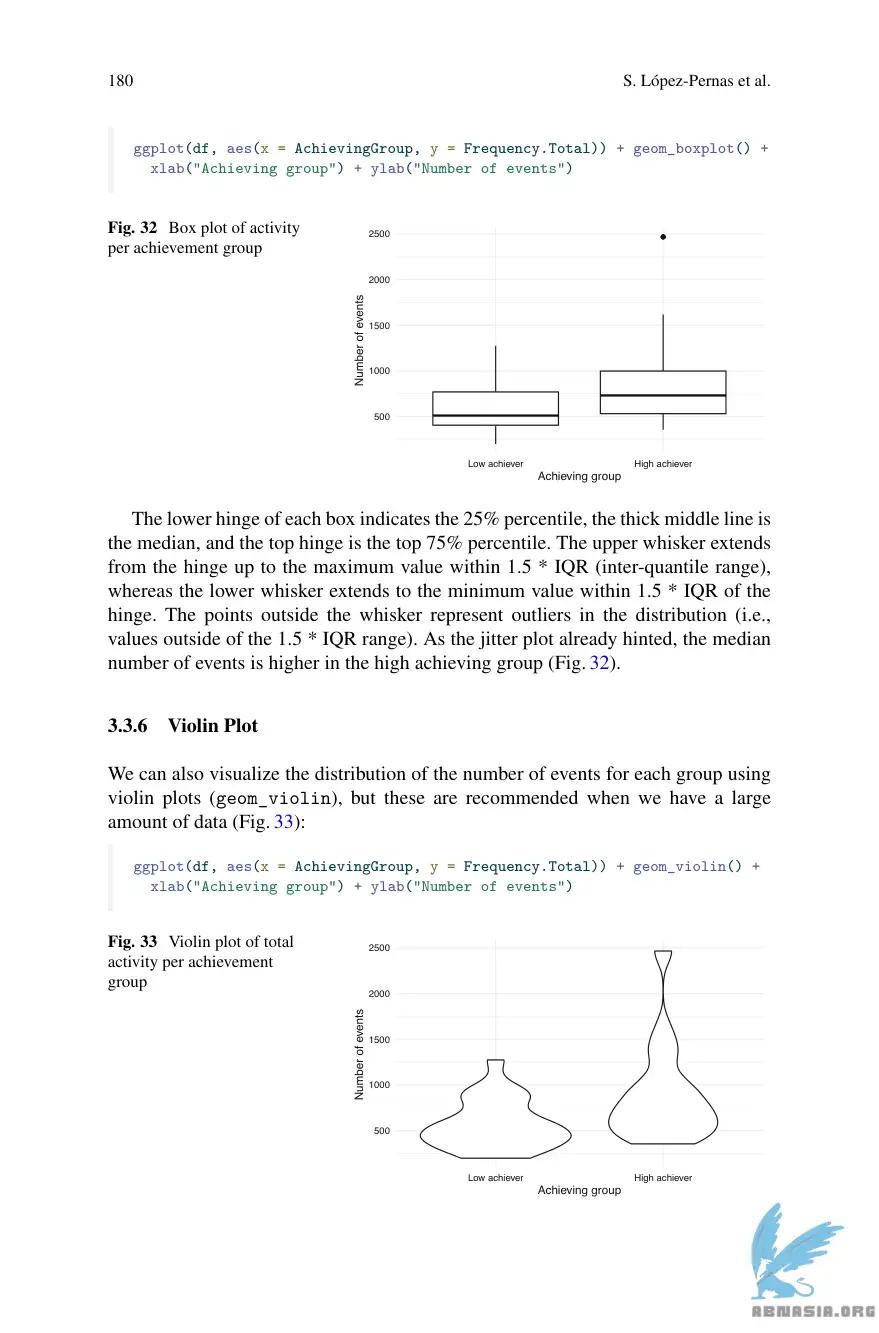 180
S. López-Pernas et al.
ggplot(df, aes(x = AchievingGroup, y = Frequency.Total)) + geom_boxplot() +
xlab("Achieving group") + ylab("Number of events")
Fig. 32 Box plot of activity
per achievement group
2500
2000
1500
1000
500
Number of events
Low achiever
High achiever
Achieving group
The lower hinge of each box indicates the 25% percentile, the thick middle line is
the median, and the top hinge is the top 75% percentile. The upper whisker extends
from the hinge up to the maximum value within 1.5 * IQR (inter-quantile range),
whereas the lower whisker extends to the minimum value within 1.5 * IQR of the
hinge. The points outside the whisker represent outliers in the distribution (i.e.,
values outside of the 1.5 * IQR range). As the jitter plot already hinted, the median
number of events is higher in the high achieving group (Fig. 32).
3.3.6 Violin Plot
We can also visualize the distribution of the number of events for each group using
violin plots (geom_violin), but these are recommended when we have a large
amount of data (Fig. 33):
ggplot(df, aes(x = AchievingGroup, y = Frequency.Total)) + geom_violin() +
xlab("Achieving group") + ylab("Number of events")
Fig. 33 Violin plot of total
activity per achievement
group
2500
2000
1500
1000
500
Number of events
Low achiever
High achiever
Achieving group
ABNASIA.ORG